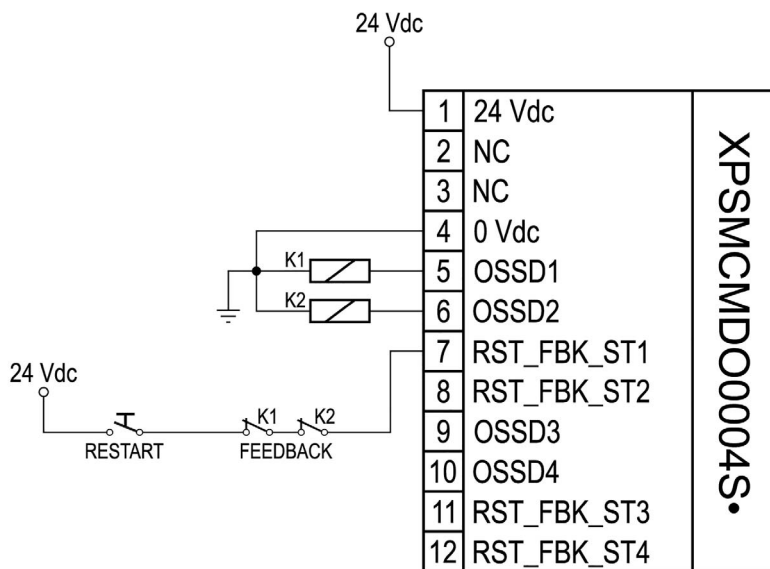 24 Vdc
1 24 Vdc
2 NC
3 NC
4 0 Vdc
K1
5 OSSD1
K2
6 OSSD2
7 RST_FBK_ST1
24 Vdc
8 RST_FBK_ST2
K1 K2
9 OSSD3
RESTART FEEDBACK
10 OSSD4
11 RST_FBK_ST3
12 RST_FBK_ST4
XPSMCMDO0004S•